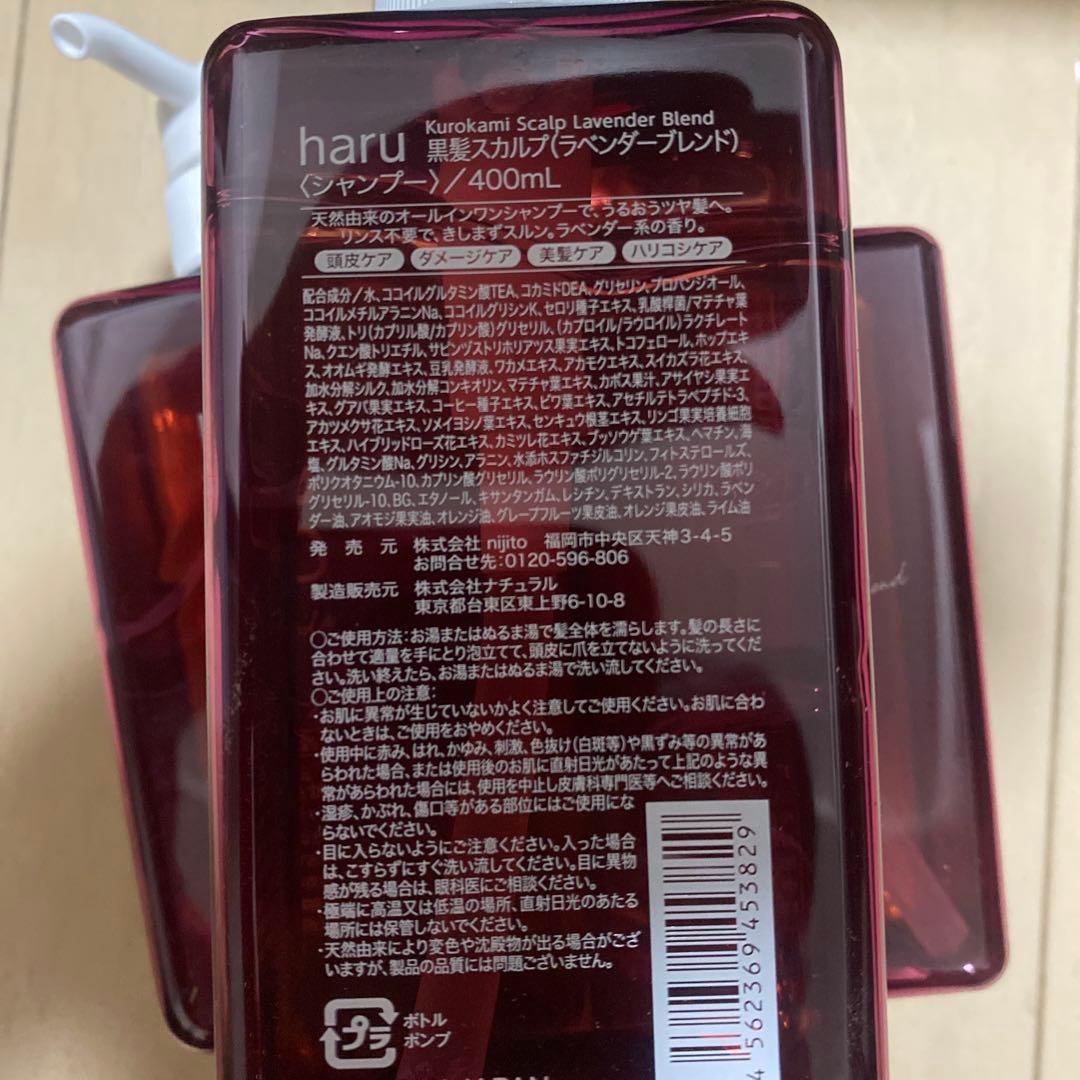 haru Kurokami Scalp Lavender Blend
黒髪スカルプ(ラベンダーブレンド)
〈シャンプー〉/400mL
天然由来のオールインワンシャンプーで、うるおうツヤ髪へ。
リンス不要で、きしまずスルン。ラベンダー系の香り。
頭皮ケア ダメージケア 美髪ケア ハリコシケア
配合成分/水、ココイルグルタミン酸TEA、コカミドDEA、グリセリン、プロパンジオール、
ココイルメチルアラニンNa、ココイルグリシンK、セロリ種子エキス、乳酸桿菌/マテチャ葉
発酵液、トリ(カプリル酸/カプリン酸)グリセリル、(カプロイル/ラウロイル)ラクチレート
Na、クエン酸トリエチル、サピンヅストリホリアツス果実エキス、トコフェロール、ホップエキ
ス、オオムギ発酵エキス、豆乳発酵液、ワカメエキス、アカモクエキス、スイカズラ花エキス、
加水分解シルク、加水分解コンキオリン、マテチャ葉エキス、カボス果汁、アサイヤシ果実エ
キス、グアバ果実エキス、コーヒー種子エキス、ビワ葉エキス、アセチルテトラペプチド-3、
アカツメクサ花エキス、ソメイヨシノ葉エキス、センキュウ根茎エキス、リンゴ果実培養細胞
エキス、ハイブリッドローズ花エキス、カミツレ花エキス、ブッソウゲ葉エキス、ヘマチン、海
塩、グルタミン酸Na、グリシン、アラニン、水添ホスファチジルコリン、フィトステロールズ、
ポリクオタニウム-10、カプリン酸グリセリル、ラウリン酸ポリグリセリル-2、ラウリン酸ポリ
グリセリル-10、BG、エタノール、キサンタンガム、レシチン、デキストラン、シリカ、ラベン
ダー油、アオモジ果実油、オレンジ油、グレープフルーツ果皮油、オレンジ果皮油、ライム油
発売元 株式会社 nijito 福岡市中央区天神3-4-5
お問合せ先:0120-596-806
製造販売元 株式会社ナチュラル
東京都台東区東上野6-10-8
○ご使用方法:お湯またはぬるま湯で髪全体を濡らします。髪の長さに
合わせて適量を手にとり泡立てて、頭皮に爪を立てないように洗ってくだ
さい。洗い終えたら、お湯またはぬるま湯で洗い流してください。
○ご使用上の注意:
・お肌に異常が生じていないかよく注意してご使用ください。お肌に合わ
ないときは、ご使用をおやめください。
・使用中に赤み、はれ、かゆみ、刺激、色抜け(白斑等)や黒ずみ等の異常があ
らわれた場合、または使用後のお肌に直射日光があたって上記のような異
常があらわれた場合には、使用を中止し皮膚科専門医等へご相談ください。
・湿疹、かぶれ、傷口等がある部位にはご使用にな
らないでください。
・目に入らないようにご注意ください。入った場合
は、こすらずにすぐ洗い流してください。目に異物
感が残る場合は、眼科医にご相談ください。
・極端に高温又は低温の場所、直射日光のあたる
場所には保管しないでください。
・天然由来により変色や沈殿物が出る場合がござ
いますが、製品の品質には問題ございません。
プラ ボトル
ポンプ
4 562369 453829